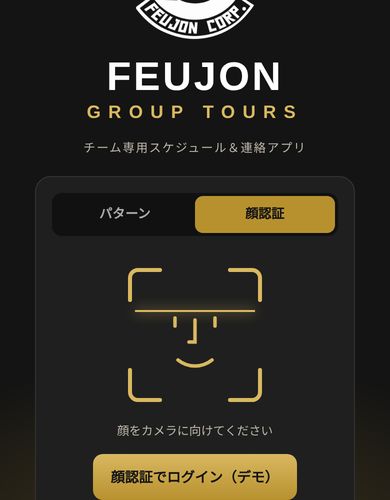 FEUJON CORP.
FEUJON
GROUP TOURS
チーム専用スケジュール＆連絡アプリ
パターン
顔認証
顔をカメラに向けてください
顔認証でログイン（デモ）